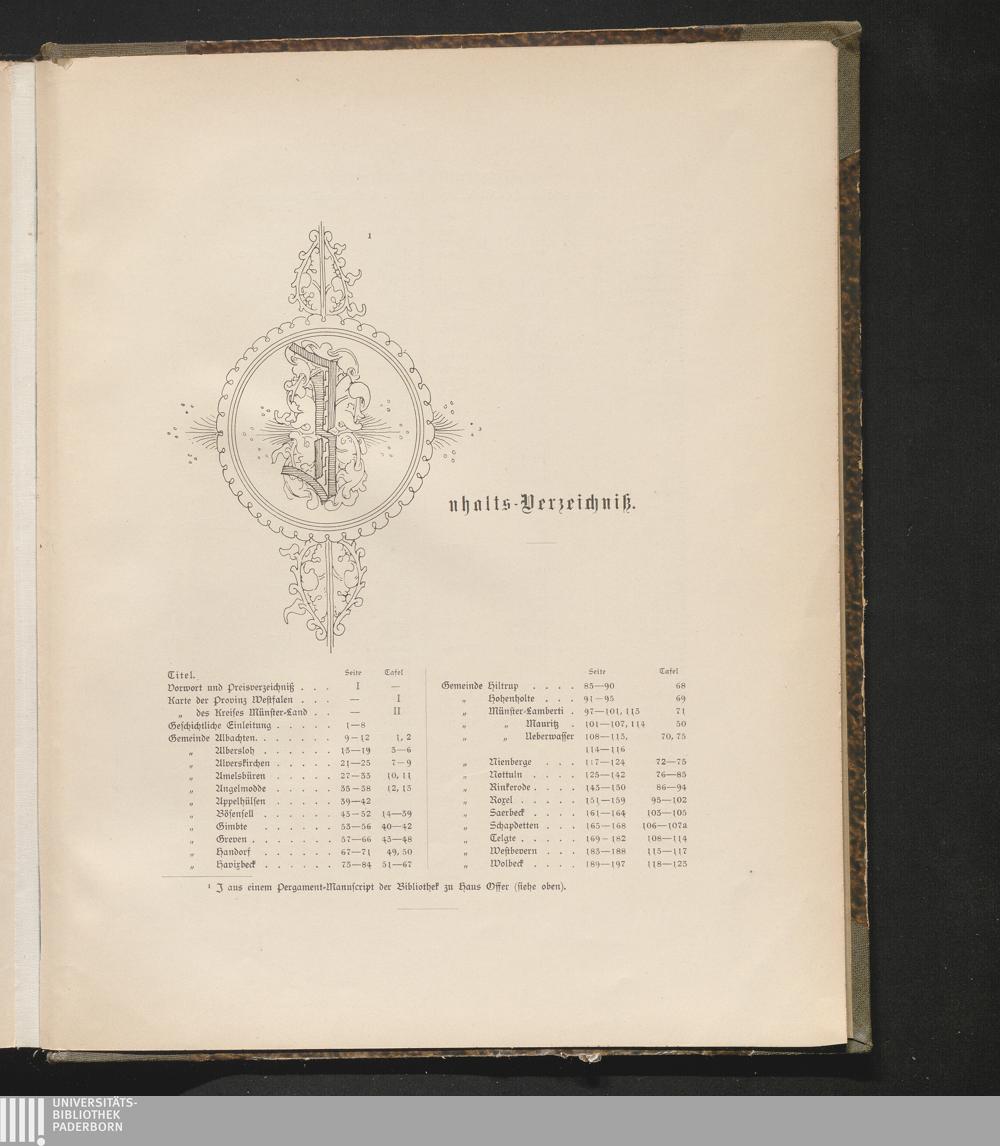 1
Inhalts-Verzeichniß.
Seite Tafel
Titel.
Vorwort und Preisverzeichniß . . . I —
Karte der Provinz Westfalen . . . — I
„ des Kreises Münster-Land . . — II
Geschichtliche Einleitung . . . . . 1—8
Gemeinde Albachten. . . . . . . 9—12 1, 2
„ Albersloh . . . . . . 15—19 3—6
„ Alverskirchen . . . . . 21—25 7—9
„ Amelsbüren . . . . . 27—33 10, 11
„ Angelmodde . . . . . 35—38 12, 13
„ Appelhülsen . . . . . 39—42
„ Bösensell . . . . . . 43—52 14—39
„ Gimbte . . . . . . 53—56 40—42
„ Greven . . . . . . 57—66 43—48
„ Handorf . . . . . . 67—71 49, 50
„ Havixbeck . . . . . . 73—84 51—67
Seite Tafel
Gemeinde Hiltrup . . . . 85—90 68
„ Hohenholte . . . 91—95 69
„ Münster-Lamberti . 97—101, 115 71
„ „ Mauritz . 101—107, 114 50
„ „ Ueberwasser 108—113, 70, 75
114—116
„ Nienberge . . . 117—124 72—75
„ Nottuln . . . . 125—142 76—85
„ Rinkerode . . . . 143—150 86—94
„ Roxel . . . . . 151—159 95—102
„ Saerbeck . . . . 161—164 103—105
„ Schapdetten . . . 165—168 106—107a
„ Telgte . . . . . 169—182 108—114
„ Westbevern . . . 183—188 115—117
„ Wolbeck . . . . 189—197 118—125
¹ J aus einem Pergament-Manuscript der Bibliothek zu Haus Offer (siehe oben).
UNIVERSITÄTS-
BIBLIOTHEK
PADERBORN